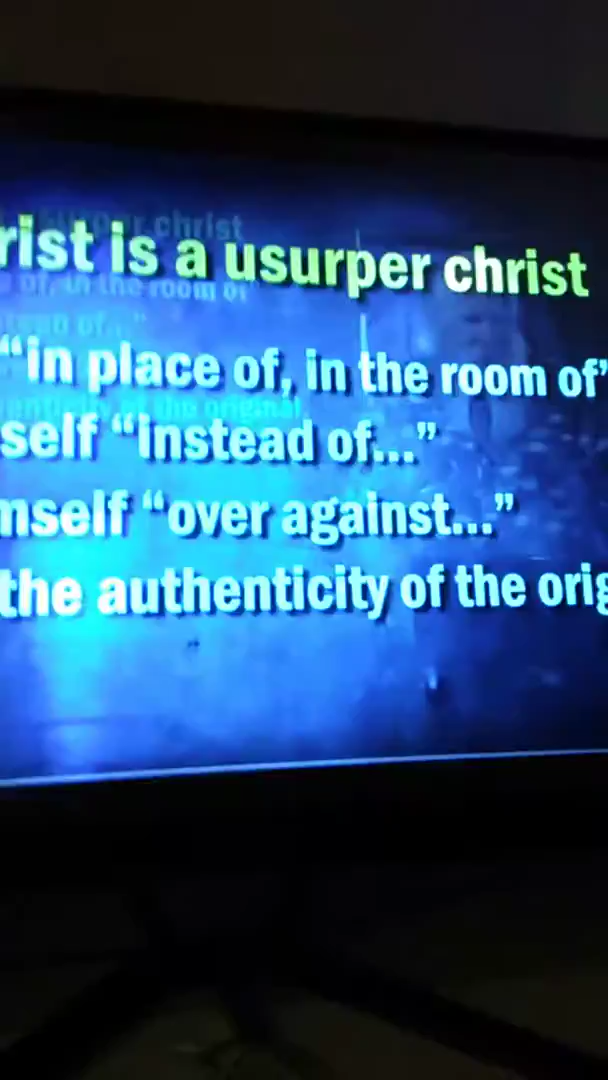 rist is a usurper christ
“in place of, in the room of”
self “instead of...”
mself “over against...”
the authenticity of the orig